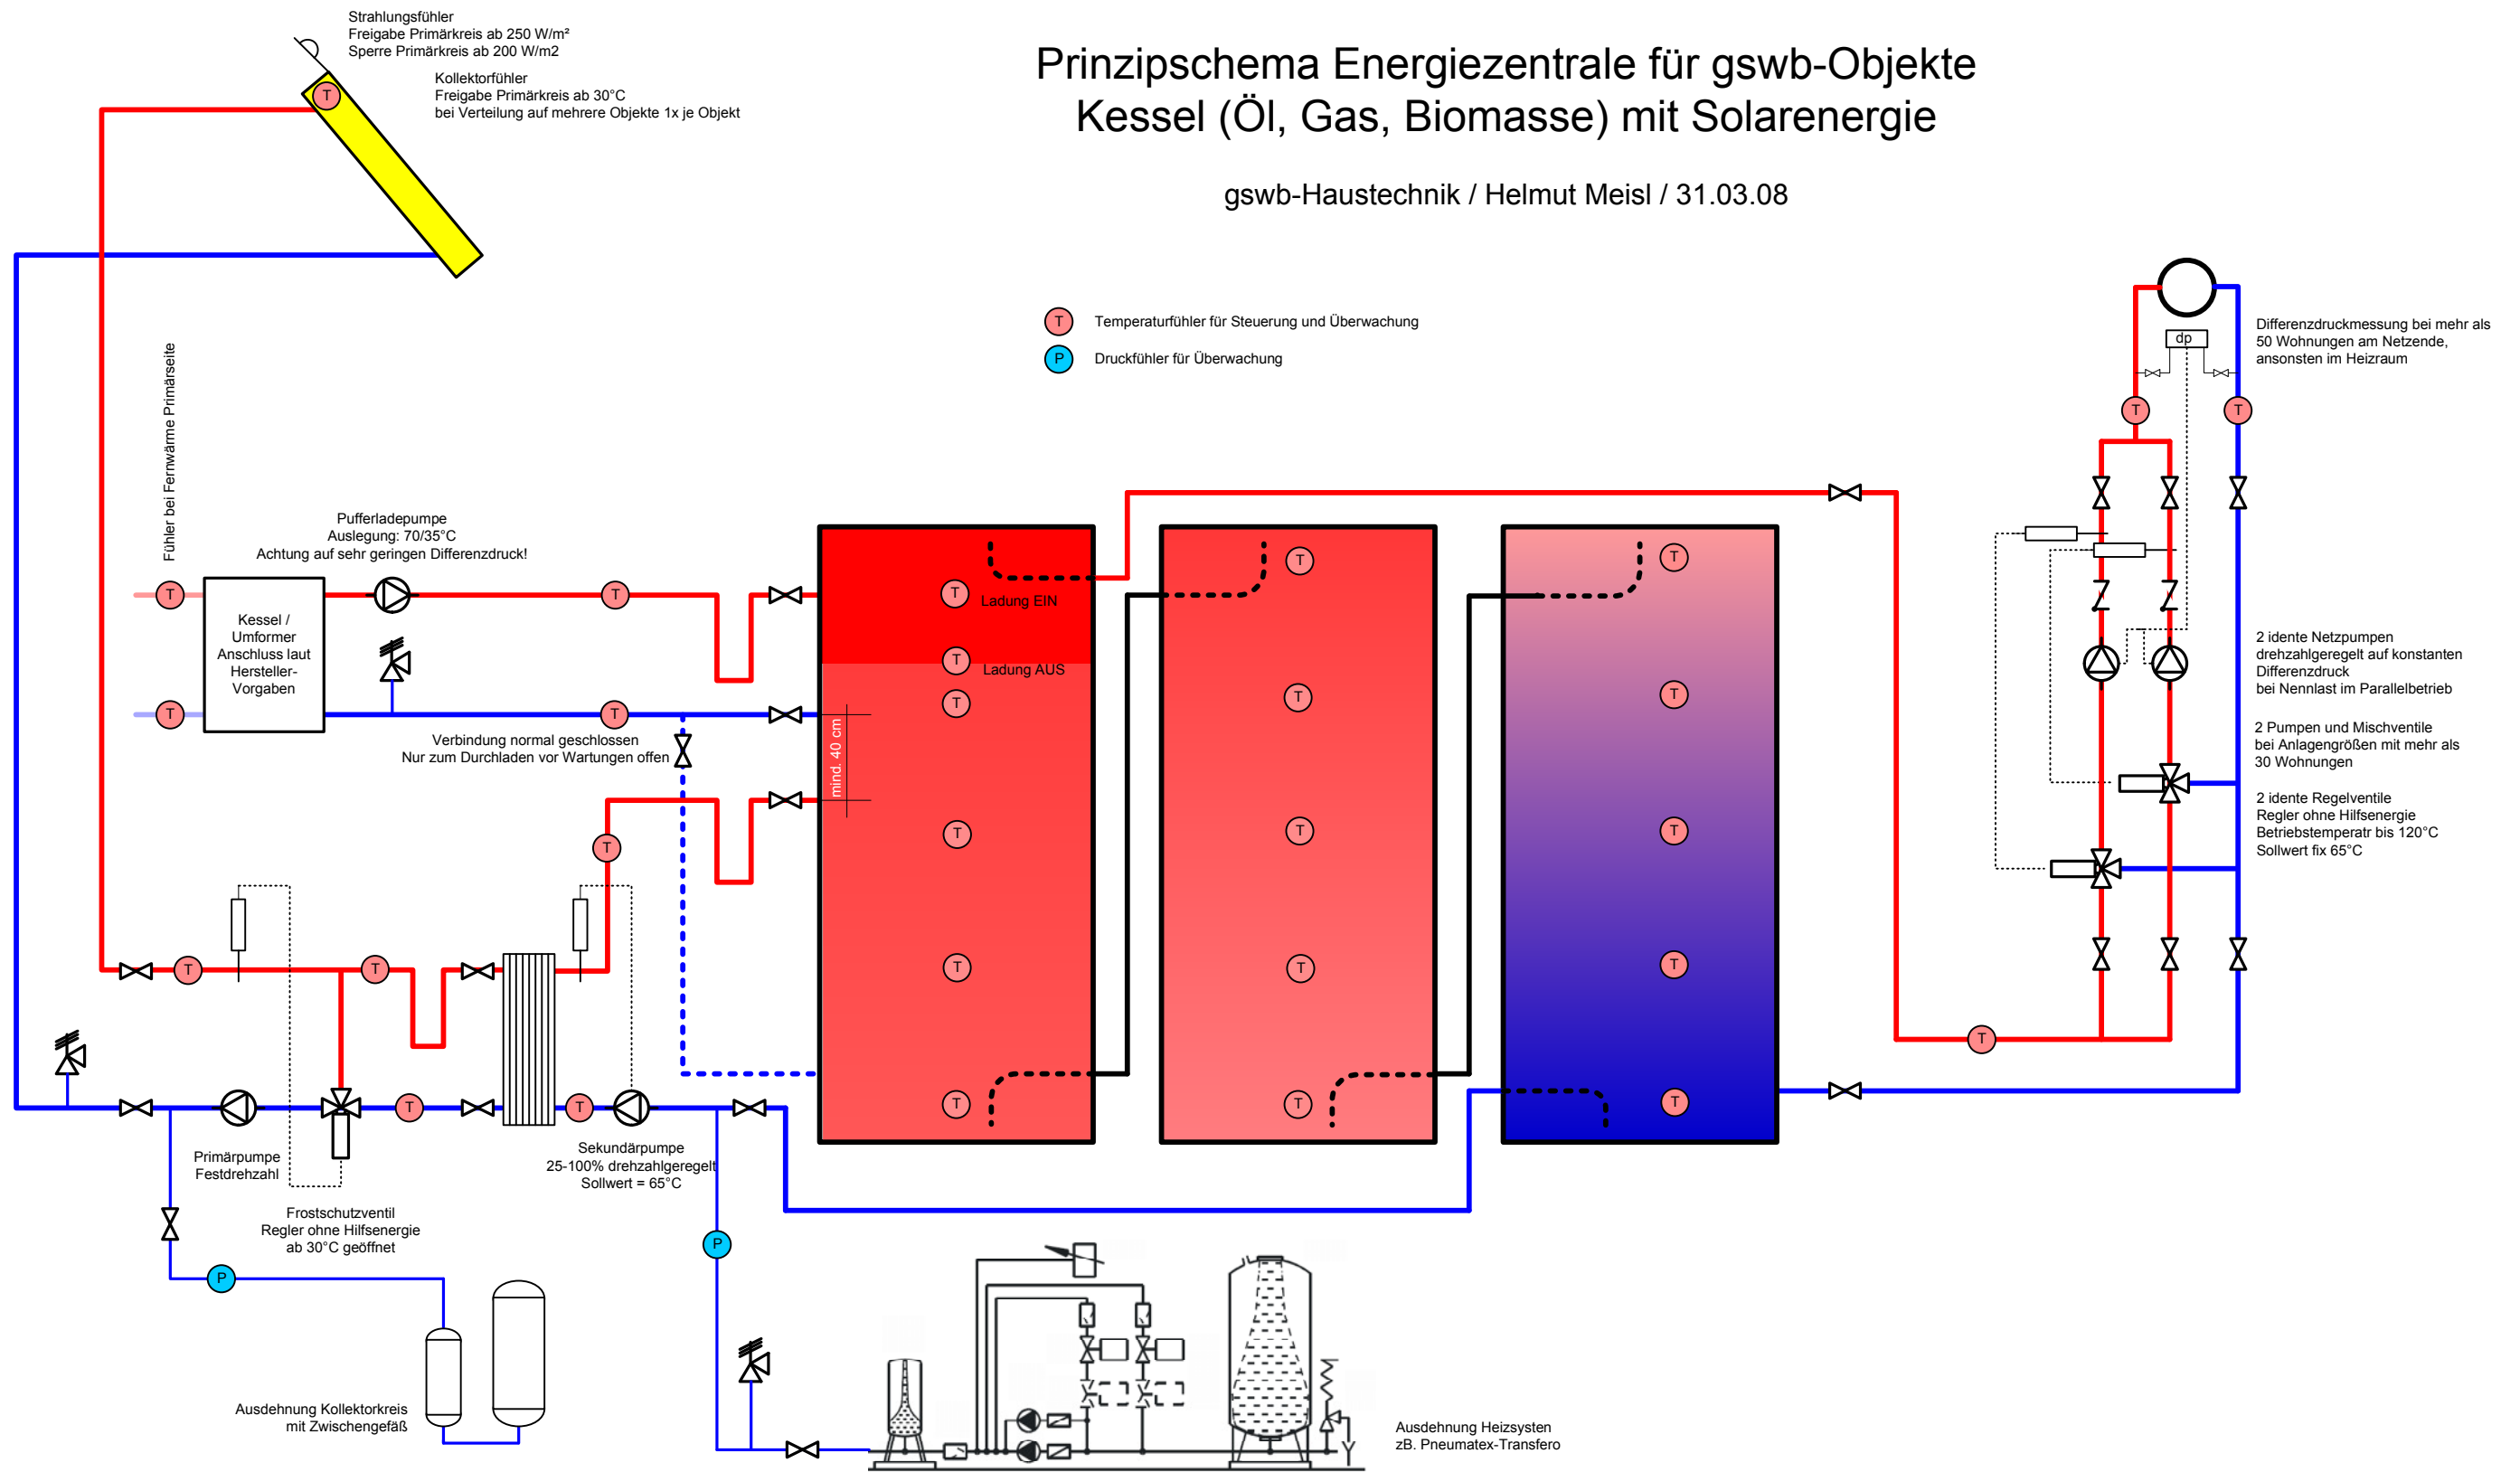 Strahlungsfühler
Freigabe Primärkreis ab 250 W/m²
Sperre Primärkreis ab 200 W/m2
Kollektorfühler
Freigabe Primärkreis ab 30°C
bei Verteilung auf mehrere Objekte 1x je Objekt
T
Prinzipschema Energiezentrale für gswb-Objekte
Kessel (Öl, Gas, Biomasse) mit Solarenergie
gswb-Haustechnik / Helmut Meisl / 31.03.08
T Temperaturfühler für Steuerung und Überwachung
P Druckfühler für Überwachung
dp
Differenzdruckmessung bei mehr als
50 Wohnungen am Netzende,
ansonsten im Heizraum
T
T
Fühler bei Fernwärme Primärseite
Pufferladepumpe
Auslegung: 70/35°C
Achtung auf sehr geringen Differenzdruck!
T
T
Kessel /
Umformer
Anschluss laut
Hersteller-
Vorgaben
T
T
Verbindung normal geschlossen
Nur zum Durchladen vor Wartungen offen
T
Ladung EIN
T
Ladung AUS
T
mind. 40 cm
T
T
T
T
T
T
T
T
T
T
T
T
T
2 idente Netzpumpen
drehzahlgeregelt auf konstanten
Differenzdruck
bei Nennlast im Parallelbetrieb
2 Pumpen und Mischventile
bei Anlagengrößen mit mehr als
30 Wohnungen
2 idente Regelventile
Regler ohne Hilfsenergie
Betriebstemperatr bis 120°C
Sollwert fix 65°C
T
T
T
T
T
T
Primärpumpe
Festdrehzahl
Sekundärpumpe
25-100% drehzahlgeregelt
Sollwert = 65°C
Frostschutzventil
Regler ohne Hilfsenergie
ab 30°C geöffnet
P
P
Ausdehnung Kollektorkreis
mit Zwischengefäß
Ausdehnung Heizsysten
zB. Pneumatex-Transfero